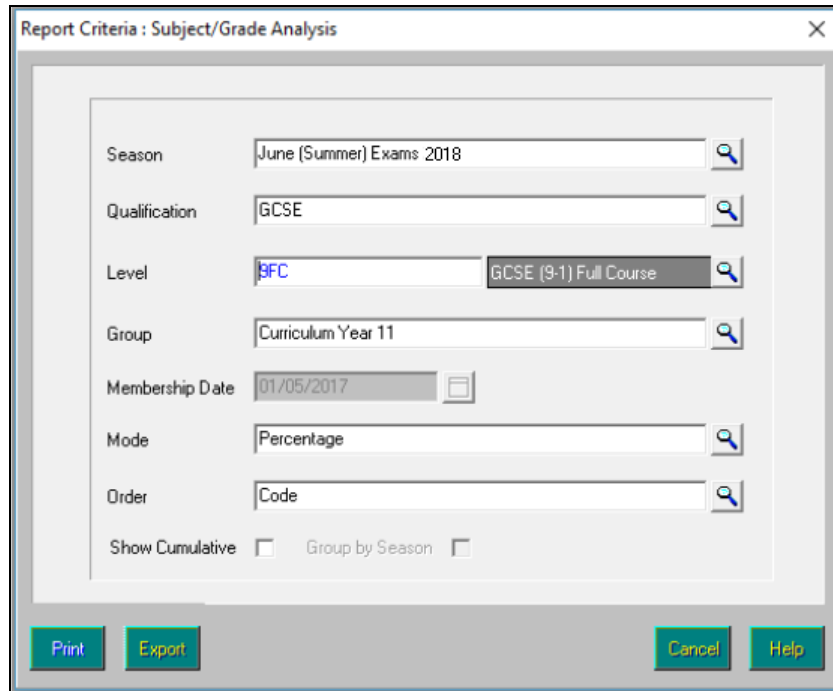 Report Criteria : Subject/Grade Analysis
Season June (Summer) Exams 2018
Qualification GCSE
Level 9FC GCSE (9-1) Full Course
Group Curriculum Year 11
Membership Date 01/05/2017
Mode Percentage
Order Code
Show Cumulative Group by Season
Print Export Cancel Help